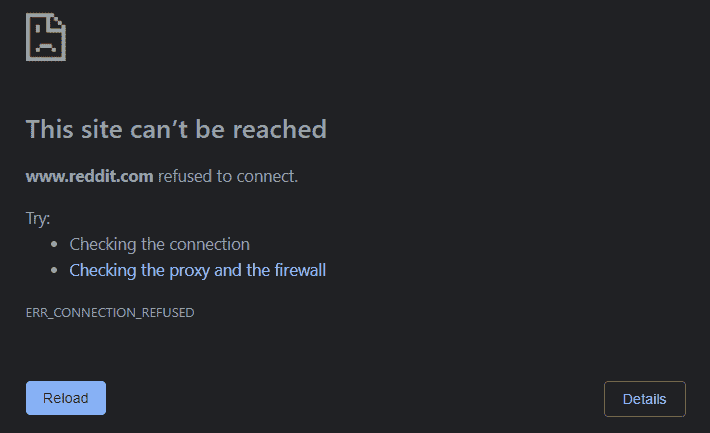 This site can’t be reached
www.reddit.com refused to connect.
Try:
Checking the connection
Checking the proxy and the firewall
ERR_CONNECTION_REFUSED
Reload
Details